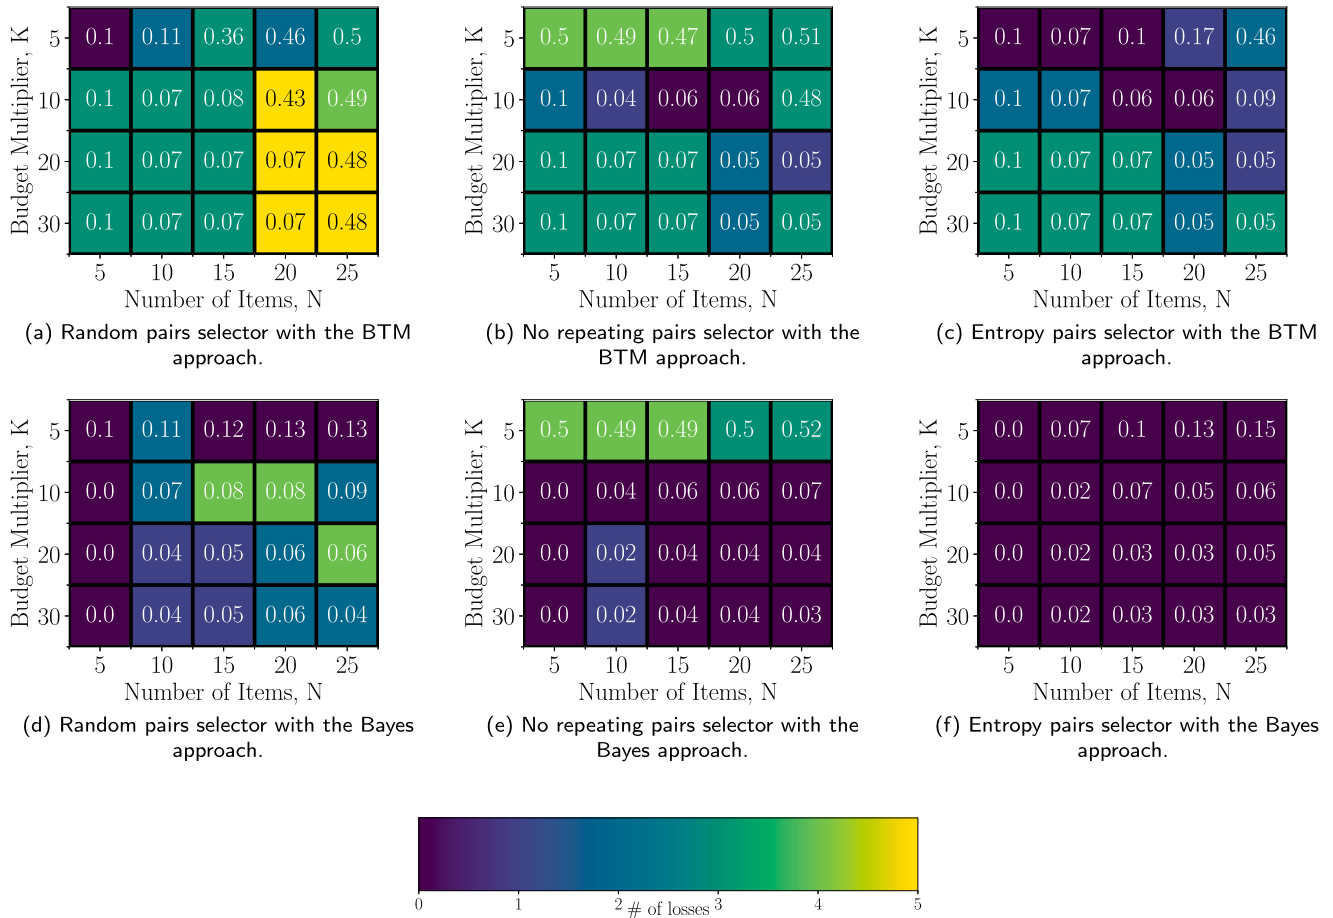 Budget Multiplier, K
5 0.1 0.11 0.36 0.46 0.5
10 0.1 0.07 0.08 0.43 0.49
20 0.1 0.07 0.07 0.07 0.48
30 0.1 0.07 0.07 0.07 0.48
5 10 15 20 25
Number of Items, N
(a) Random pairs selector with the BTM
approach.
Budget Multiplier, K
5 0.5 0.49 0.47 0.5 0.51
10 0.1 0.04 0.06 0.06 0.48
20 0.1 0.07 0.07 0.05 0.05
30 0.1 0.07 0.07 0.05 0.05
5 10 15 20 25
Number of Items, N
(b) No repeating pairs selector with the
BTM approach.
Budget Multiplier, K
5 0.1 0.07 0.1 0.17 0.46
10 0.1 0.07 0.06 0.06 0.09
20 0.1 0.07 0.07 0.05 0.05
30 0.1 0.07 0.07 0.05 0.05
5 10 15 20 25
Number of Items, N
(c) Entropy pairs selector with the BTM
approach.
Budget Multiplier, K
5 0.1 0.11 0.12 0.13 0.13
10 0.0 0.07 0.08 0.08 0.09
20 0.0 0.04 0.05 0.06 0.06
30 0.0 0.04 0.05 0.06 0.04
5 10 15 20 25
Number of Items, N
(d) Random pairs selector with the Bayes
approach.
Budget Multiplier, K
5 0.5 0.49 0.49 0.5 0.52
10 0.0 0.04 0.06 0.06 0.07
20 0.0 0.02 0.04 0.04 0.04
30 0.0 0.02 0.04 0.04 0.03
5 10 15 20 25
Number of Items, N
(e) No repeating pairs selector with the
Bayes approach.
Budget Multiplier, K
5 0.0 0.07 0.1 0.13 0.15
10 0.0 0.02 0.07 0.05 0.06
20 0.0 0.02 0.03 0.03 0.05
30 0.0 0.02 0.03 0.03 0.03
5 10 15 20 25
Number of Items, N
(f) Entropy pairs selector with the Bayes
approach.
0 1 2 3 4 5
# of losses